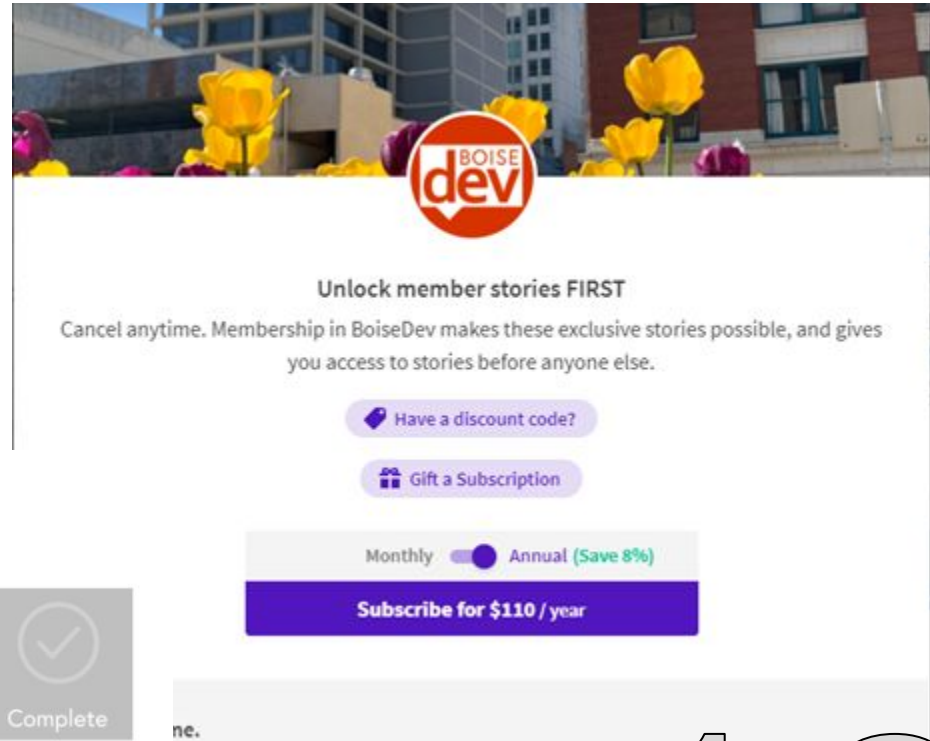 BOISE
dev
Unlock member stories FIRST
Cancel anytime. Membership in BoiseDev makes these exclusive stories possible, and gives
you access to stories before anyone else.
Have a discount code?
Gift a Subscription
Monthly Annual (Save 8%)
Subscribe for $110 / year
Complete